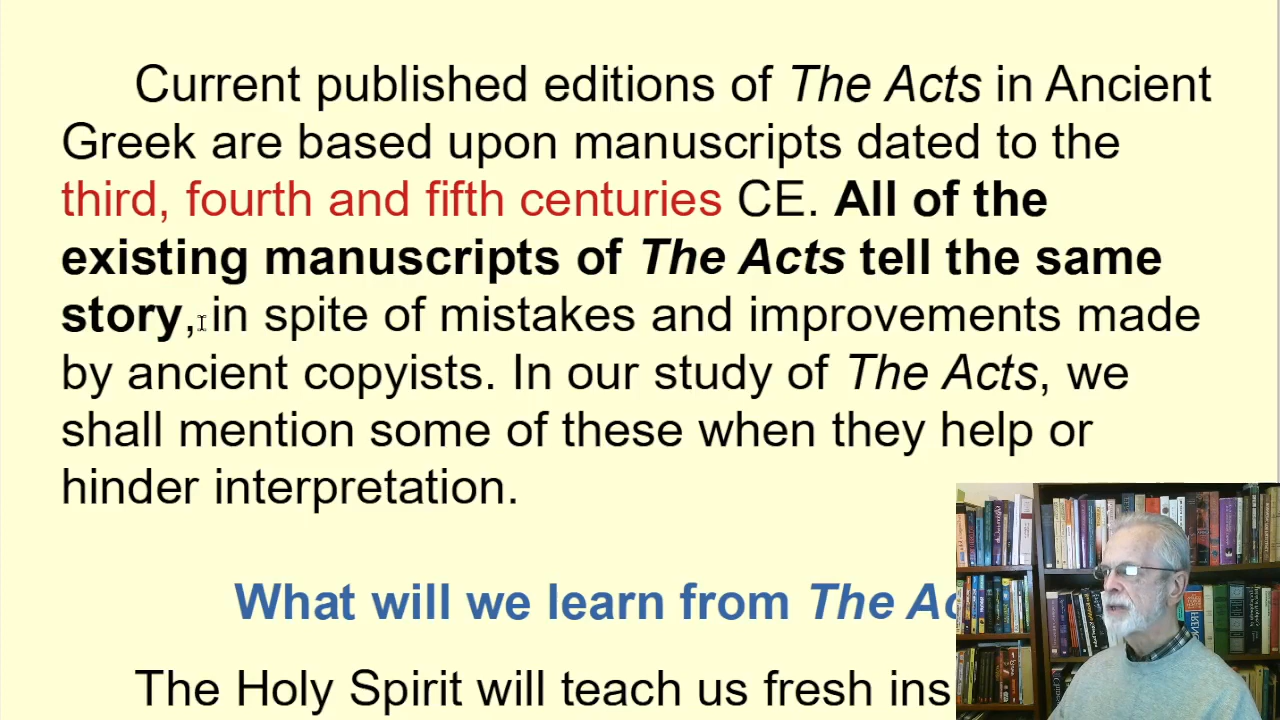 Current published editions of The Acts in Ancient
Greek are based upon manuscripts dated to the
third, fourth and fifth centuries CE. All of the
existing manuscripts of The Acts tell the same
story, in spite of mistakes and improvements made
by ancient copyists. In our study of The Acts, we
shall mention some of these when they help or
hinder interpretation.
What will we learn from The
The Holy Spirit will teach us fresh